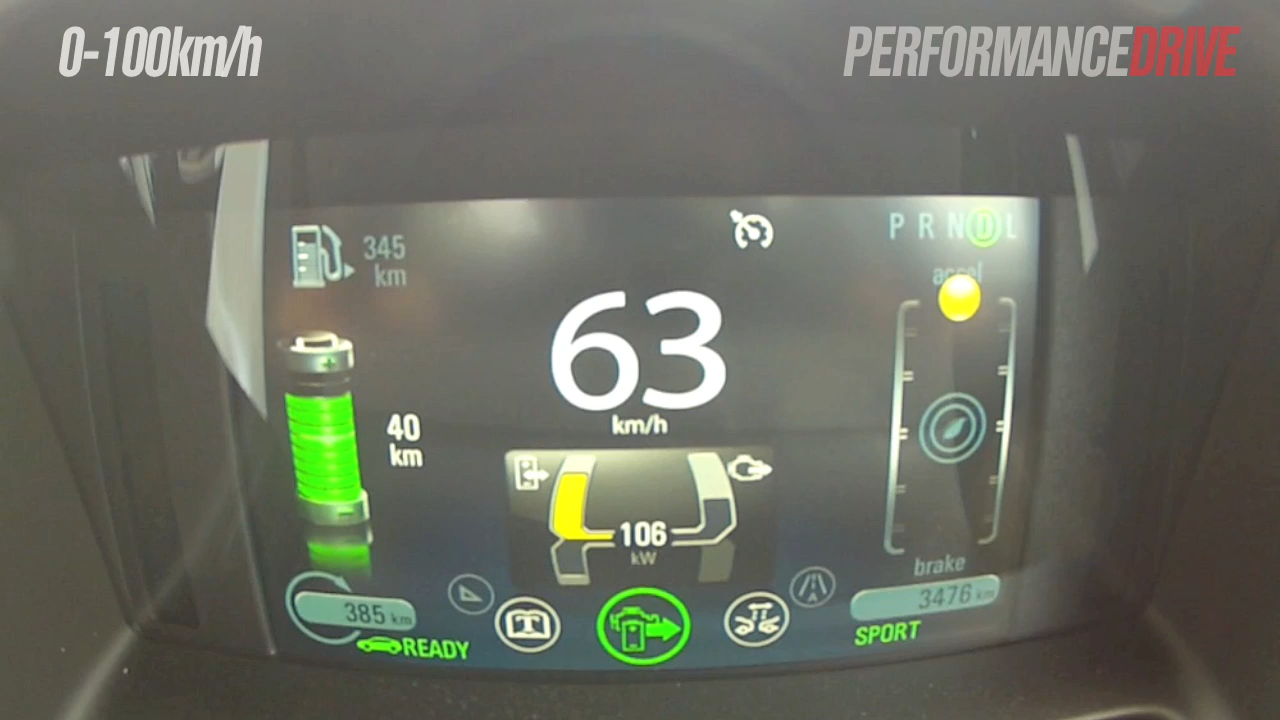 0-100km/h
PERFORMANCEDRIVE
345
km
P R N D L
accel
63
km/h
40
km
106
kW
brake
385 km
3476 km
READY
SPORT